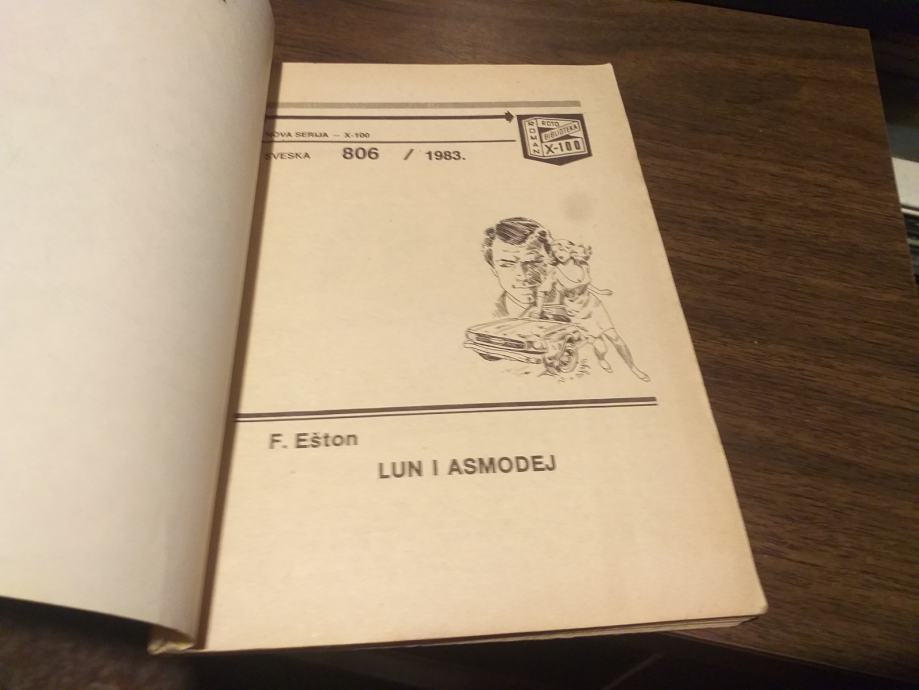 NOVA SERIJA — X-100
SVESKA 806 / 1983.
ROMAN
ROTO
BIBLIOTEKA
X-100
F. Ešton
LUN I ASMODEJ